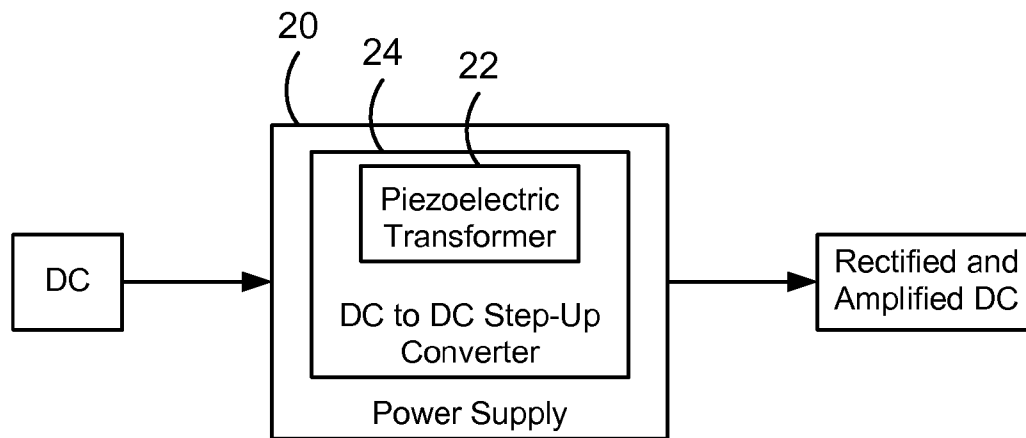 20
24
22
Piezoelectric
Transformer
DC
DC to DC Step-Up
Converter
Power Supply
Rectified and
Amplified DC